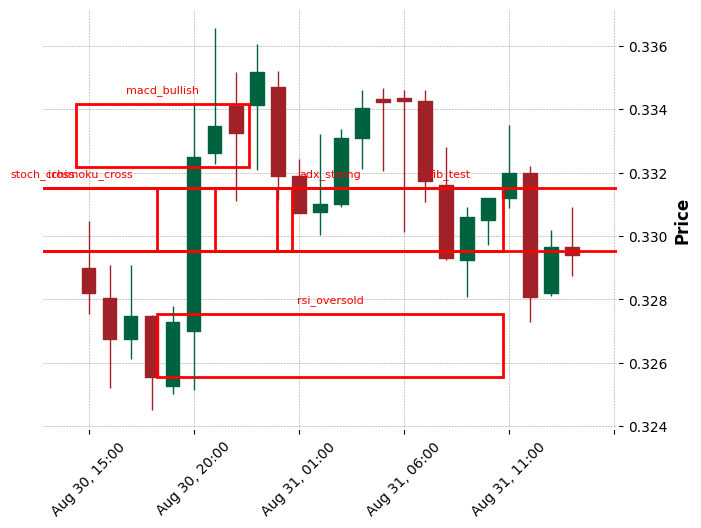 macd_bullish
stoch_cross
ichimoku_cross
adx_strong
fib_test
rsi_oversold
0.336
0.334
0.332
0.330
0.328
0.326
0.324
Price
Aug 30, 15:00
Aug 30, 20:00
Aug 31, 01:00
Aug 31, 06:00
Aug 31, 11:00